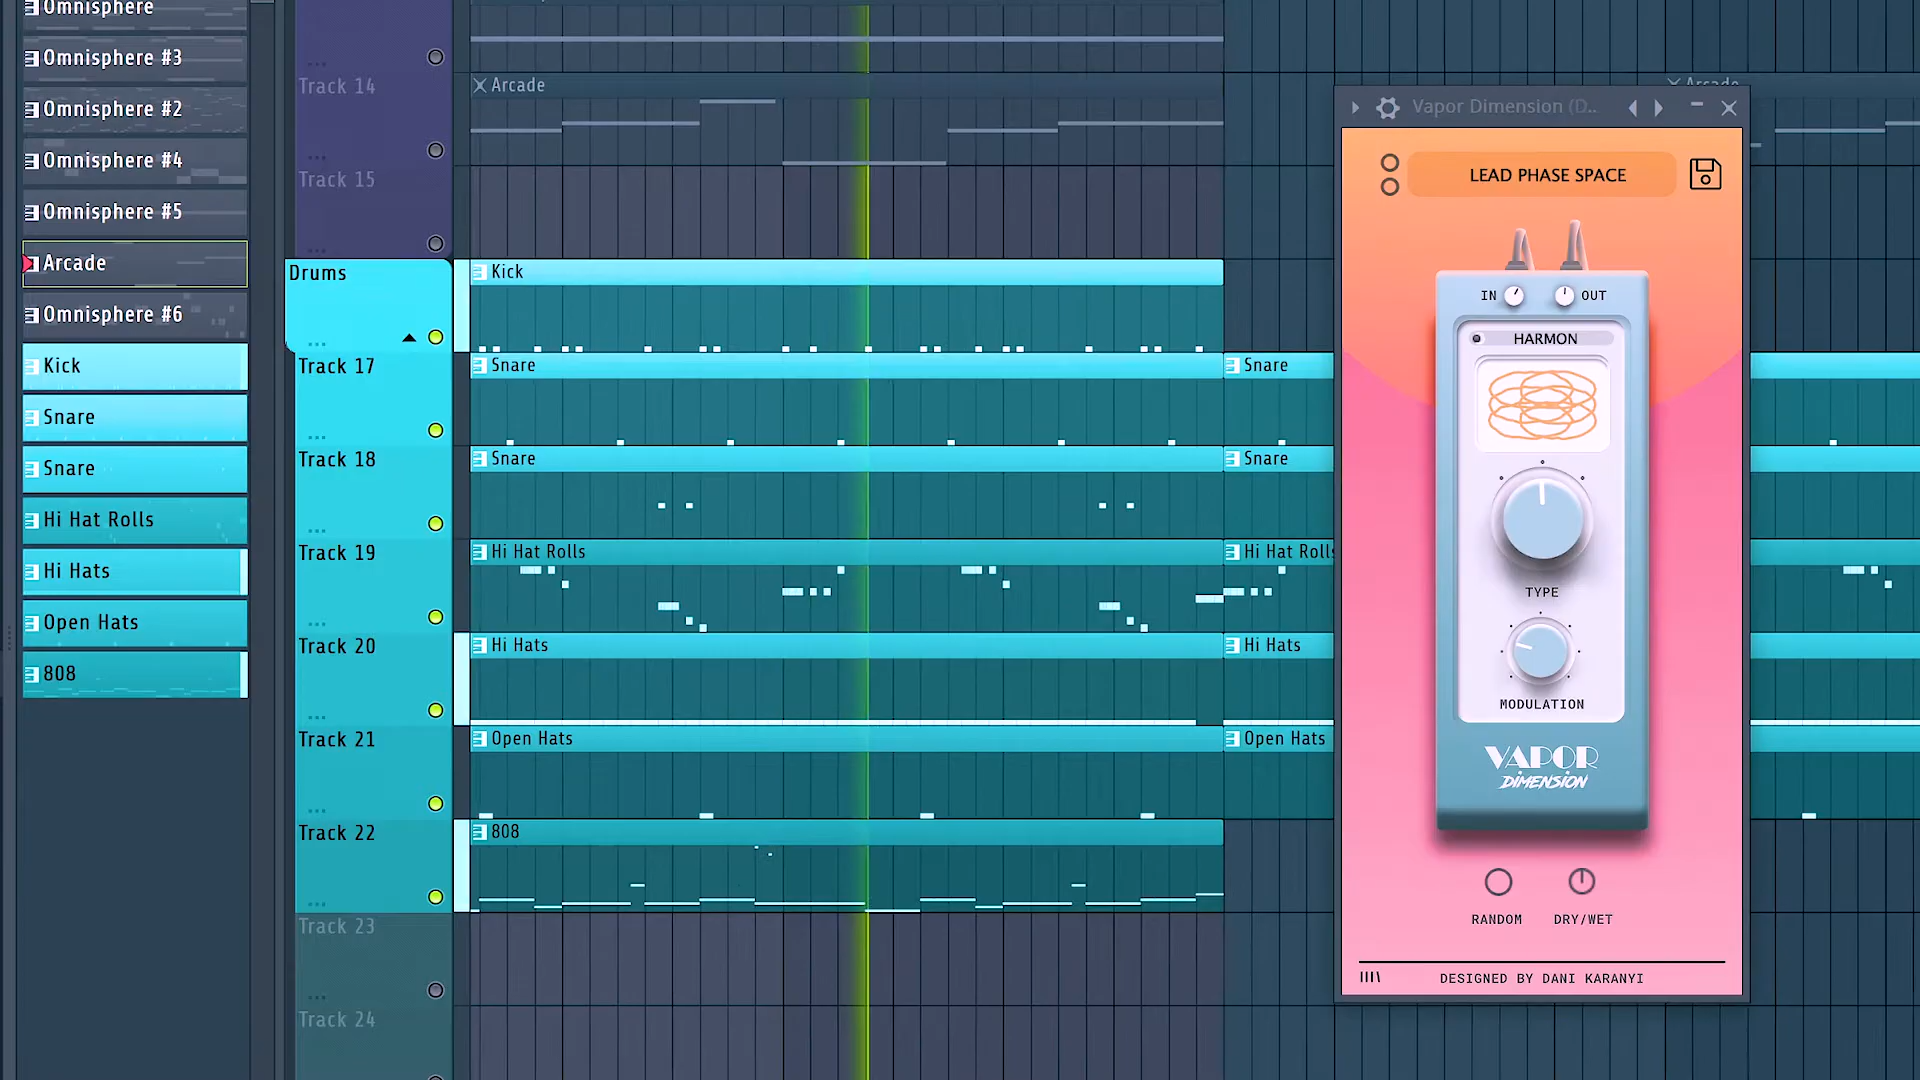 Omnisphere
Omnisphere #3
Omnisphere #2
Omnisphere #4
Omnisphere #5
Arcade
Omnisphere #6
Kick
Snare
Snare
Hi Hat Rolls
Hi Hats
Open Hats
808
Track 14
Arcade
Arcade
Track 15
Drums
Kick
Track 17
Snare
Snare
Track 18
Snare
Snare
Track 19
Hi Hat Rolls
Hi Hat Rolls
Track 20
Hi Hats
Hi Hats
Track 21
Open Hats
Open Hats
Track 22
808
Track 23
Track 24
Vapor Dimension (D..
LEAD PHASE SPACE
IN OUT
HARMON
TYPE
MODULATION
VAPOR
DIMENSION
RANDOM DRY/WET
DESIGNED BY DANI KARANYI